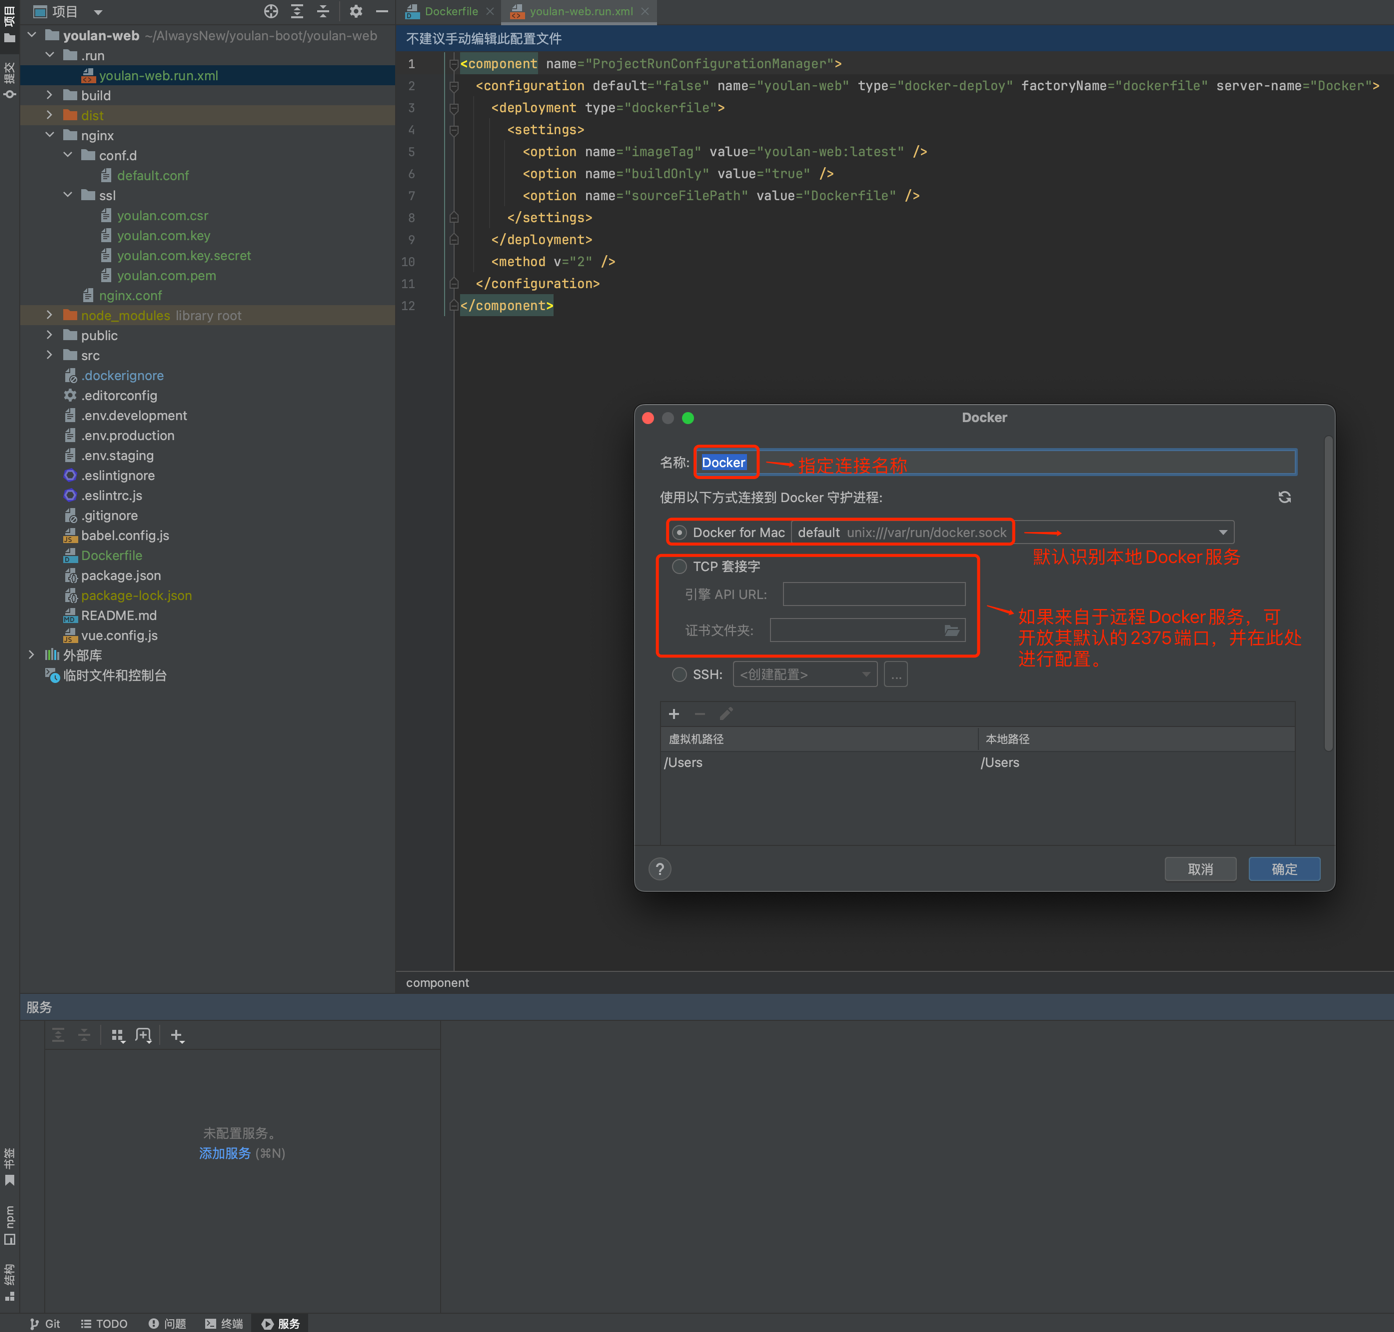 项目
Dockerfile
youlan-web.run.xml
项目
提交
youlan-web ~/AlwaysNew/youlan-boot/youlan-web
.run
youlan-web.run.xml
build
dist
nginx
conf.d
default.conf
ssl
youlan.com.csr
youlan.com.key
youlan.com.key.secret
youlan.com.pem
nginx.conf
node_modules library root
public
src
.dockerignore
.editorconfig
.env.development
.env.production
.env.staging
.eslintignore
.eslintrc.js
.gitignore
babel.config.js
Dockerfile
package.json
package-lock.json
README.md
vue.config.js
外部库
临时文件和控制台
不建议手动编辑此配置文件
1 <component name="ProjectRunConfigurationManager">
2 <configuration default="false" name="youlan-web" type="docker-deploy" factoryName="dockerfile" server-name="Docker">
3 <deployment type="dockerfile">
4 <settings>
5 <option name="imageTag" value="youlan-web:latest" />
6 <option name="buildOnly" value="true" />
7 <option name="sourceFilePath" value="Dockerfile" />
8 </settings>
9 </deployment>
10 <method v="2" />
11 </configuration>
12 </component>
Docker
名称: Docker 指定连接名称
使用以下方式连接到 Docker 守护进程:
Docker for Mac default unix:///var/run/docker.sock
默认识别本地Docker服务
TCP 套接字
引擎 API URL:
证书文件夹:
如果来自于远程Docker服务，可
开放其默认的2375端口，并在此处
进行配置。
SSH: <创建配置> ...
虚拟机路径 本地路径
/Users /Users
? 取消 确定
component
服务
未配置服务。
添加服务 (⌘N)
书签
npm
结构
Git TODO 问题 终端 服务